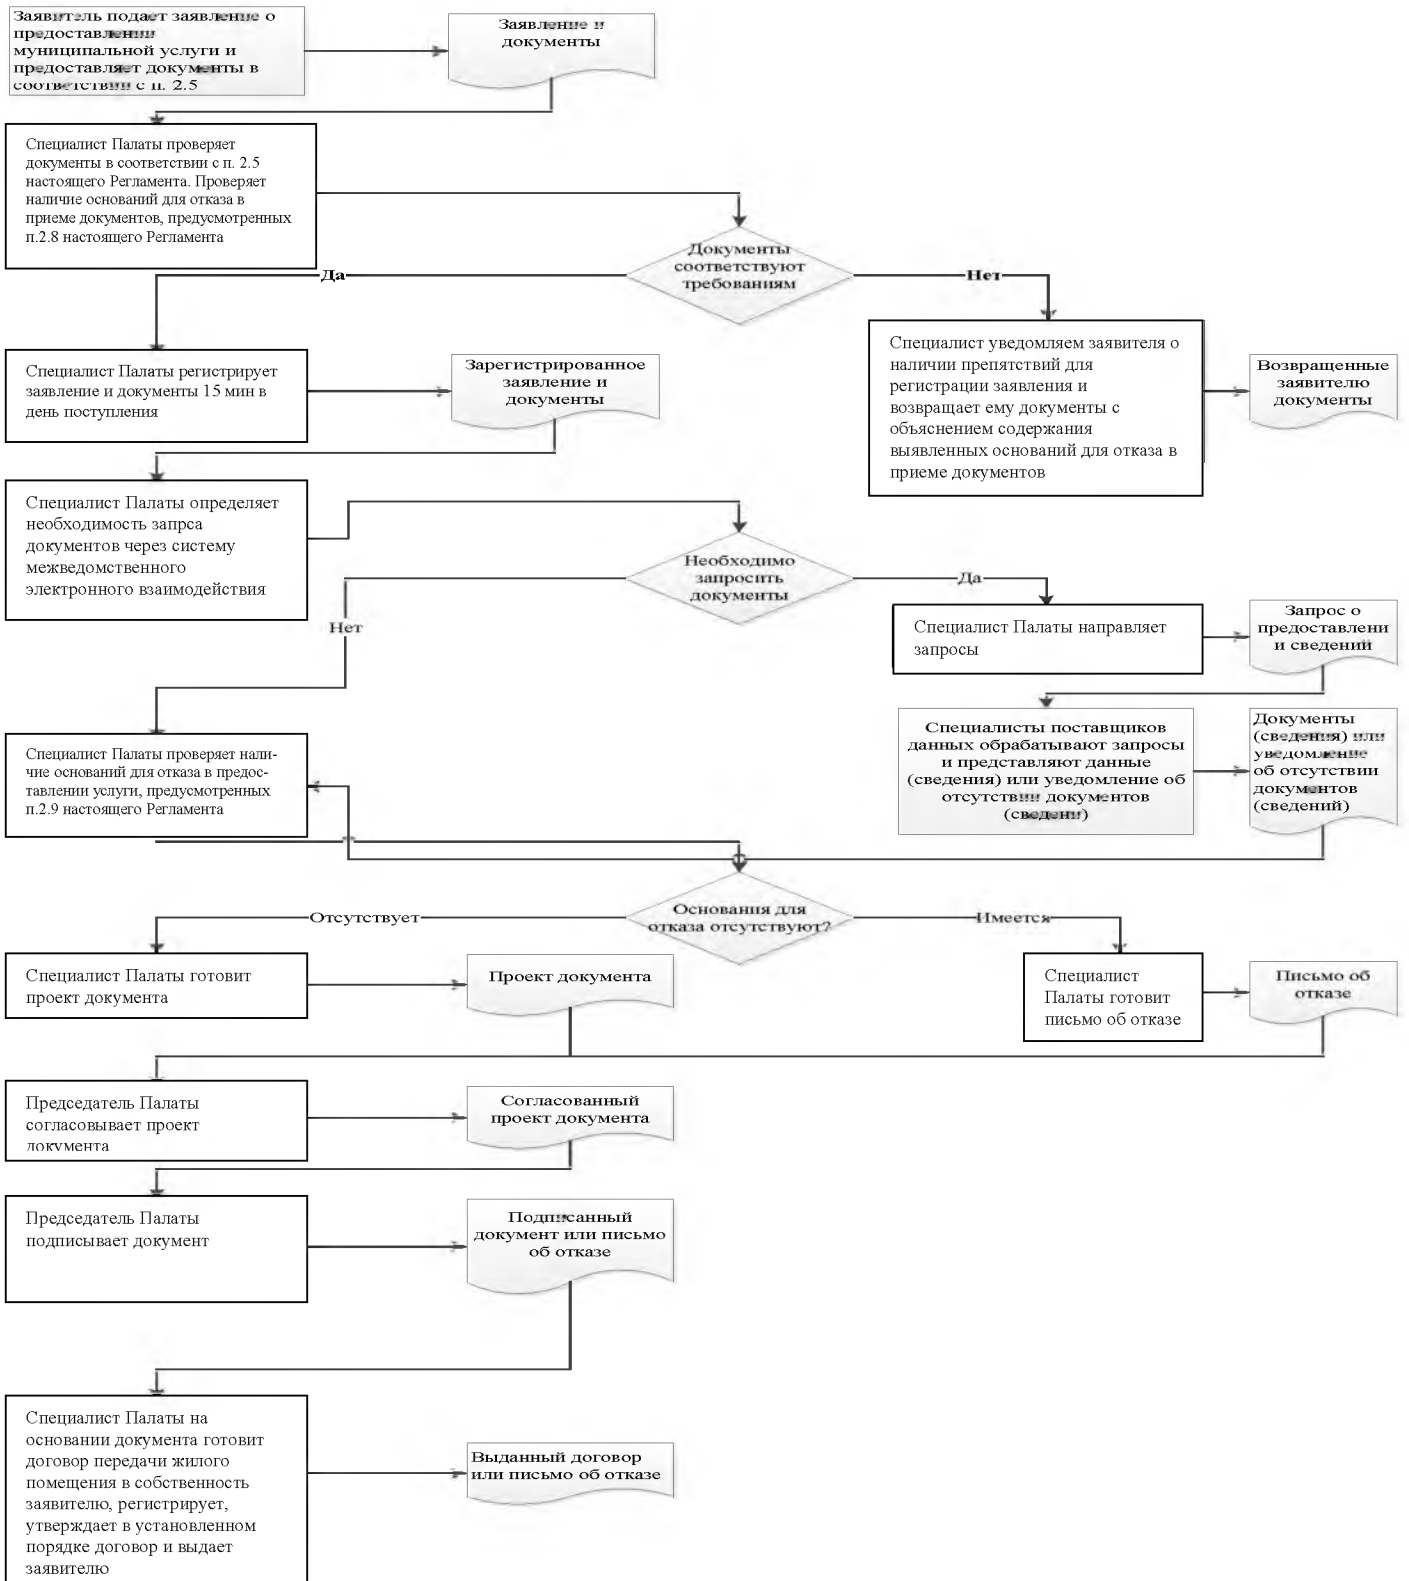 Заявитель подает заявление о
предоставлении
муниципальной услуги и
предоставляет документы в
соответствии с п. 2.5
Заявление и
документы
Специалист Палаты проверяет
документы в соответствии с п. 2.5
настоящего Регламента. Проверяет
наличие оснований для отказа в
приеме документов, предусмотренных
п.2.8 настоящего Регламента
Документы
соответствуют
требованиям
Да
Нет
Специалист Палаты регистрирует
заявление и документы 15 мин в
день поступления
Зарегистрированное
заявление и
документы
Специалист уведомляем заявителя о
наличии препятствий для
регистрации заявления и
возвращает ему документы с
объяснением содержания
выявленных оснований для отказа в
приеме документов
Возвращенные
заявителю
документы
Специалист Палаты определяет
необходимость запрса
документов через систему
межведомственного
электронного взаимодействия
Необходимо
запросить
документы
Да
Нет
Специалист Палаты направляет
запросы
Запрос о
предоставлени
и сведений
Специалист Палаты проверяет нали-
чие оснований для отказа в предос-
тавлении услуги, предусмотренных
п.2.9 настоящего Регламента
Специалисты поставщиков
данных обрабатывают запросы
и представляют данные
(сведения) или уведомление об
отсутствии документов
(сведени)
Документы
(сведения) или
уведомление
об отсутствии
документов
(сведений)
Основания для
отказа отсутствуют?
Отсутствует
Имеется
Специалист Палаты готовит
проект документа
Проект документа
Специалист
Палаты готовит
письмо об отказе
Письмо об
отказе
Председатель Палаты
согласовывает проект
документа
Согласованный
проект документа
Председатель Палаты
подписывает документ
Подписанный
документ или письмо
об отказе
Специалист Палаты на
основании документа готовит
договор передачи жилого
помещения в собственность
заявителю, регистрирует,
утверждает в установленном
порядке договор и выдает
заявителю
Выданный договор
или письмо об отказе